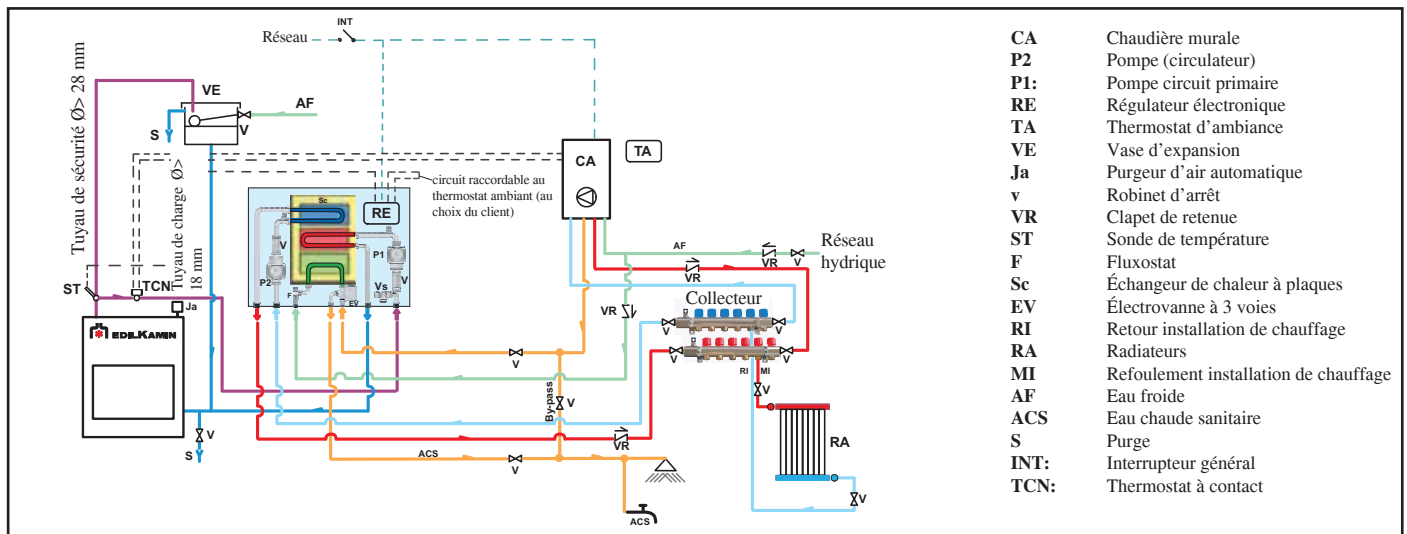 INT
Réseau
VE
AF
S
V
Tuyau de sécurité Ø> 28 mm
Tuyau de charge Ø>
18 mm
CA
TA
circuit raccordable au
thermostat ambiant (au
choix du client)
Sc
RE
V
P1
P2
V
Vs
F
EV
AF
VR
V
Réseau
hydrique
VR
ST
TCN
Ja
EDILKAMIN
VR
Collecteur
V
V
V
V
V
RI
MI
V
By-pass
V
RA
VR
V
S
ACS
V
V
ACS
CA Chaudière murale
P2 Pompe (circulateur)
P1: Pompe circuit primaire
RE Régulateur électronique
TA Thermostat d'ambiance
VE Vase d'expansion
Ja Purgeur d'air automatique
v Robinet d'arrêt
VR Clapet de retenue
ST Sonde de température
F Fluxostat
Sc Échangeur de chaleur à plaques
EV Électrovanne à 3 voies
RI Retour installation de chauffage
RA Radiateurs
MI Refoulement installation de chauffage
AF Eau froide
ACS Eau chaude sanitaire
S Purge
INT: Interrupteur général
TCN: Thermostat à contact